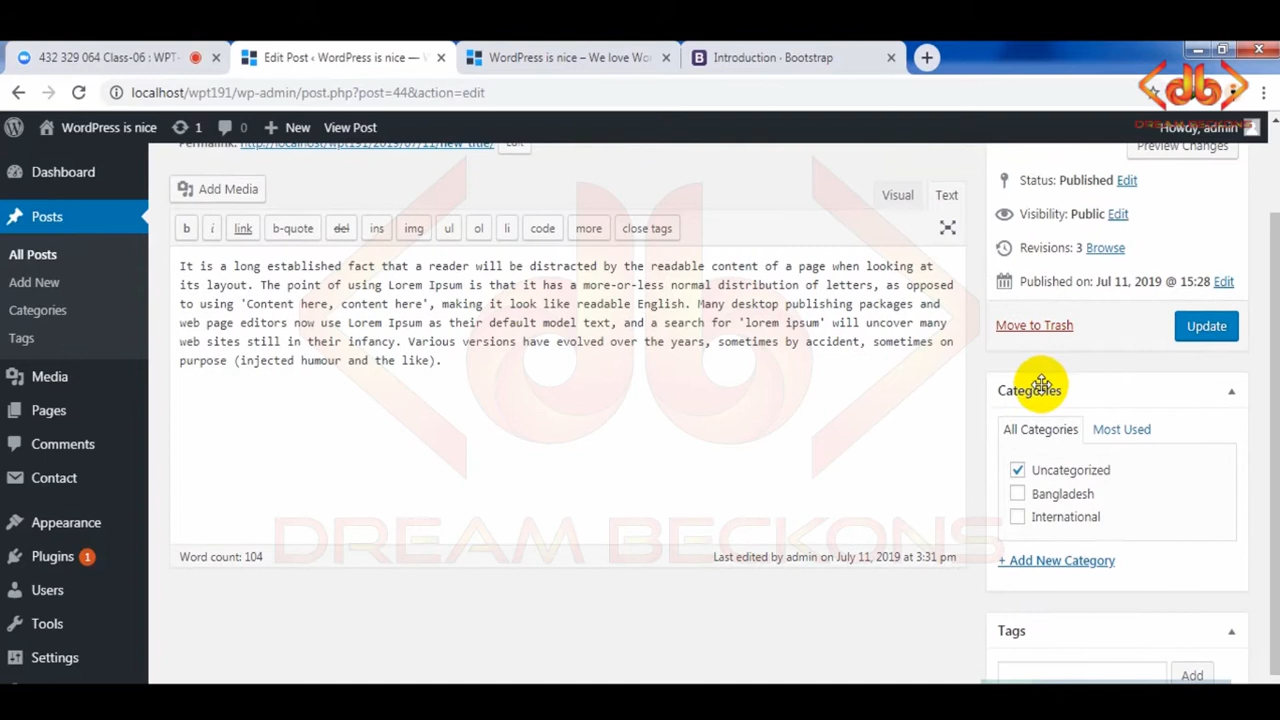 432 329 064 Class-06 : WPT-
Edit Post ‹ WordPress is nice —
WordPress is nice – We love Wo
Introduction · Bootstrap
localhost/wpt191/wp-admin/post.php?post=44&action=edit
DREAM BECKONS
WordPress is nice
1
0
New
View Post
Howdy, admin
Permalink: http://localhost/wpt191/2019/07/11/new_title/
Edit
Preview Changes
Dashboard
Posts
All Posts
Add New
Categories
Tags
Media
Pages
Comments
Contact
Appearance
Plugins 1
Users
Tools
Settings
Add Media
Visual
Text
b
i
link
b-quote
del
ins
img
ul
ol
li
code
more
close tags
It is a long established fact that a reader will be distracted by the readable content of a page when looking at
its layout. The point of using Lorem Ipsum is that it has a more-or-less normal distribution of letters, as opposed
to using 'Content here, content here', making it look like readable English. Many desktop publishing packages and
web page editors now use Lorem Ipsum as their default model text, and a search for 'lorem ipsum' will uncover many
web sites still in their infancy. Various versions have evolved over the years, sometimes by accident, sometimes on
purpose (injected humour and the like).
DREAM BECKONS
Word count: 104
Last edited by admin on July 11, 2019 at 3:31 pm
Status: Published Edit
Visibility: Public Edit
Revisions: 3 Browse
Published on: Jul 11, 2019 @ 15:28 Edit
Move to Trash
Update
Categories
All Categories
Most Used
Uncategorized
Bangladesh
International
+ Add New Category
Tags
Add